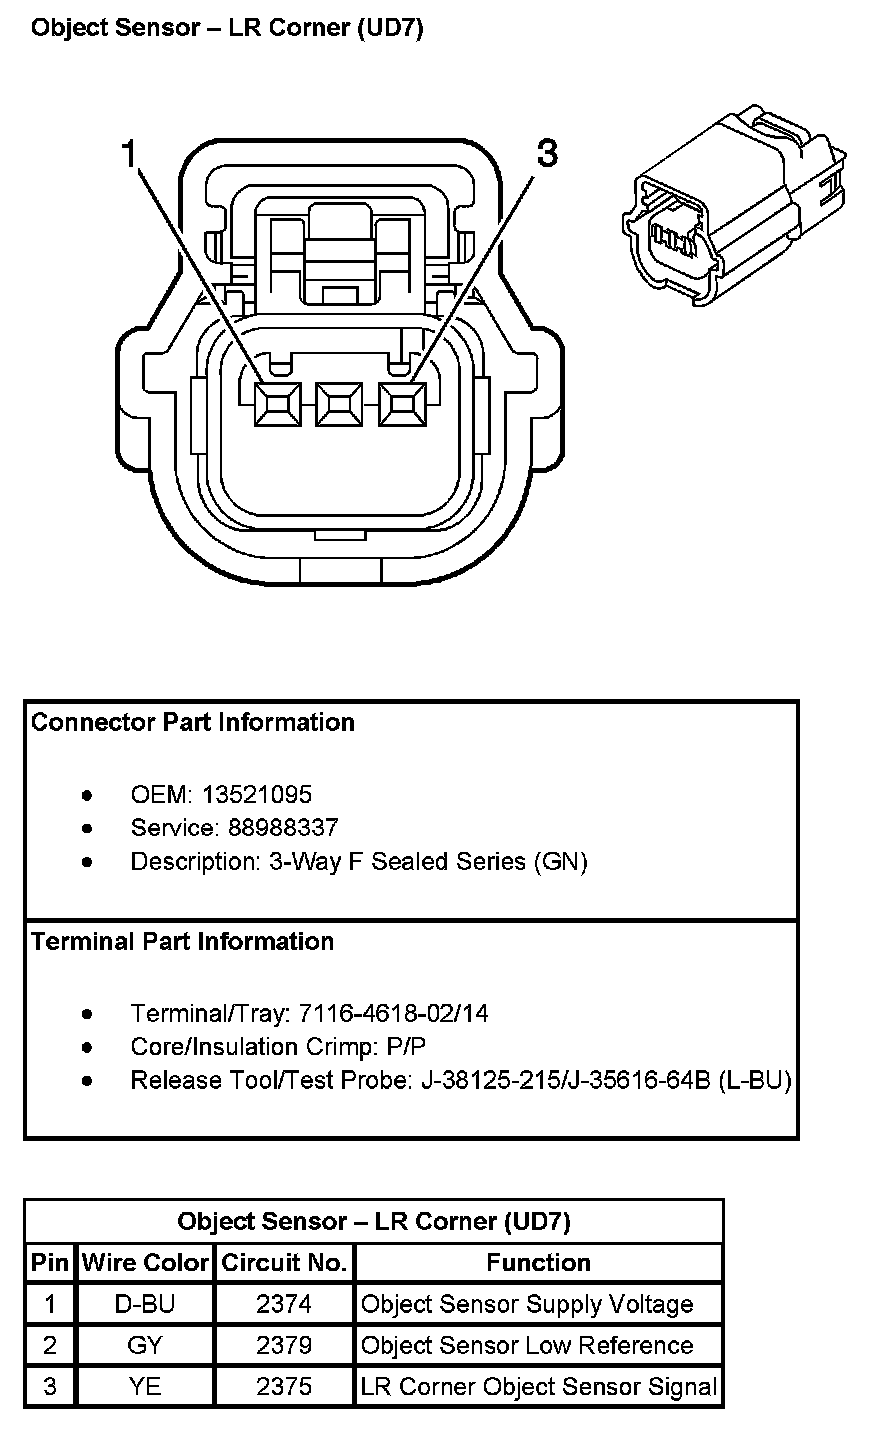 Object Sensor – LR Corner (UD7)
1
3
Connector Part Information
• OEM: 13521095
• Service: 88988337
• Description: 3-Way F Sealed Series (GN)
Terminal Part Information
• Terminal/Tray: 7116-4618-02/14
• Core/Insulation Crimp: P/P
• Release Tool/Test Probe: J-38125-215/J-35616-64B (L-BU)
Object Sensor – LR Corner (UD7)
Pin Wire Color Circuit No. Function
1 D-BU 2374 Object Sensor Supply Voltage
2 GY 2379 Object Sensor Low Reference
3 YE 2375 LR Corner Object Sensor Signal